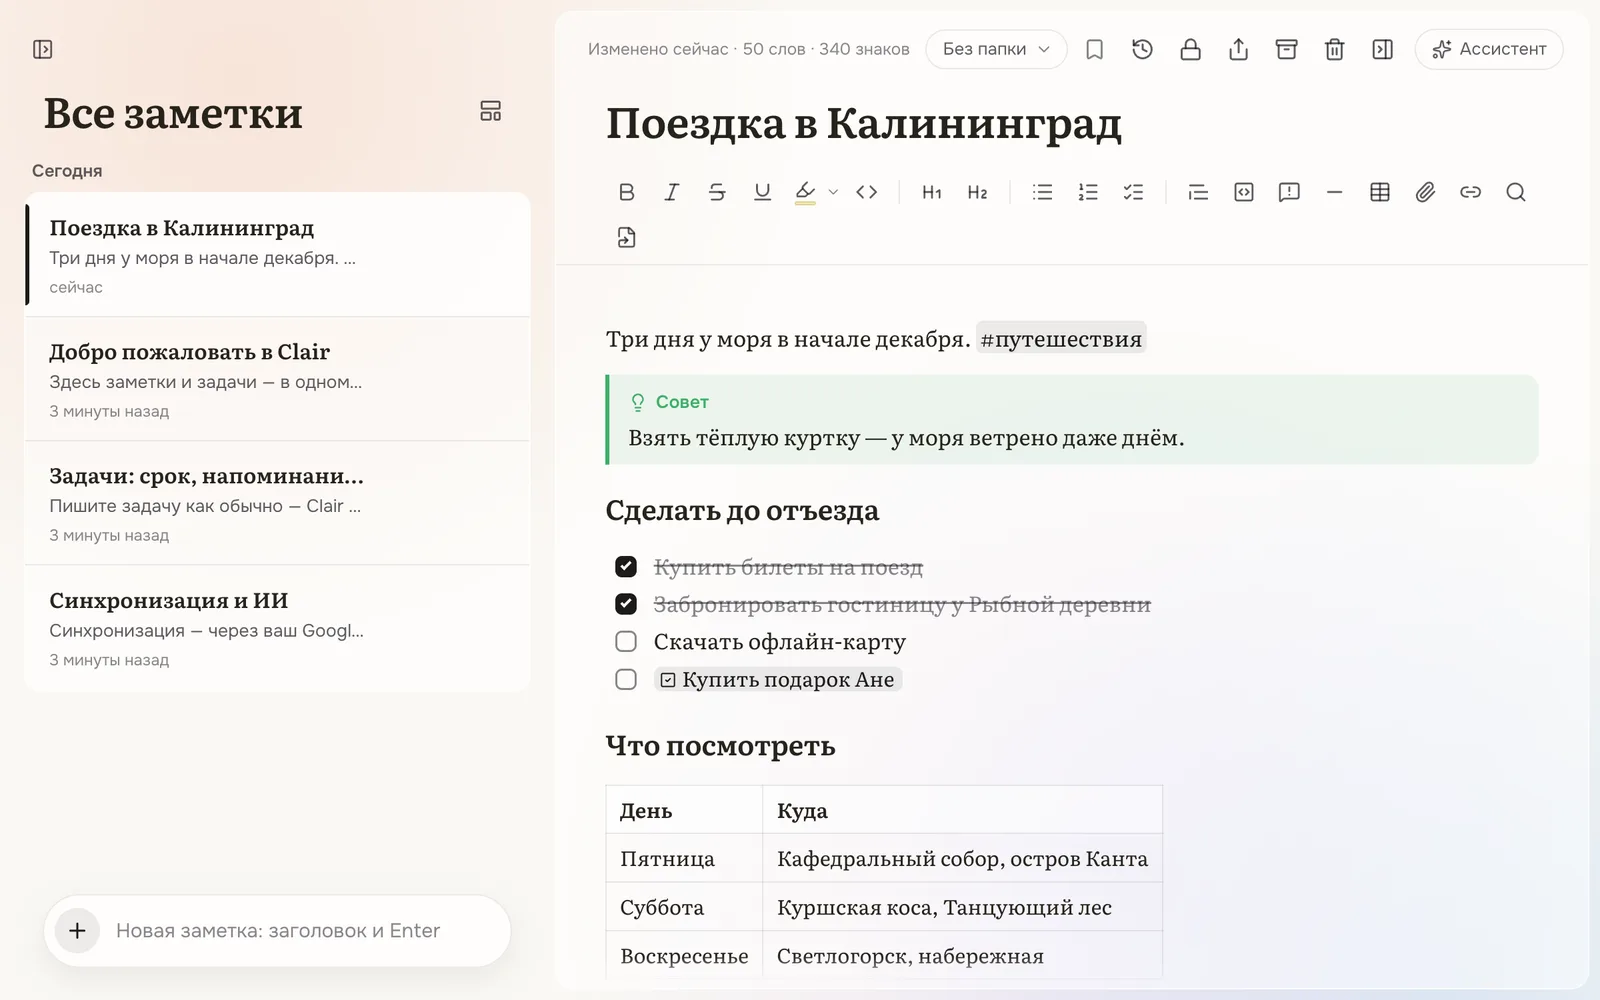 Все заметки
Сегодня
Поездка в Калининград
Три дня у моря в начале декабря. ...
сейчас
Добро пожаловать в Clair
Здесь заметки и задачи — в одном...
3 минуты назад
Задачи: срок, напоминани...
Пишите задачу как обычно — Clair ...
3 минуты назад
Синхронизация и ИИ
Синхронизация — через ваш Googl...
3 минуты назад
Новая заметка: заголовок и Enter
Изменено сейчас · 50 слов · 340 знаков
Без папки
Ассистент
Поездка в Калининград
B I S U H1 H2
Три дня у моря в начале декабря. #путешествия
Совет
Взять тёплую куртку — у моря ветрено даже днём.
Сделать до отъезда
Купить билеты на поезд
Забронировать гостиницу у Рыбной деревни
Скачать офлайн-карту
Купить подарок Ане
Что посмотреть
День Куда
Пятница Кафедральный собор, остров Канта
Суббота Куршская коса, Танцующий лес
Воскресенье Светлогорск, набережная